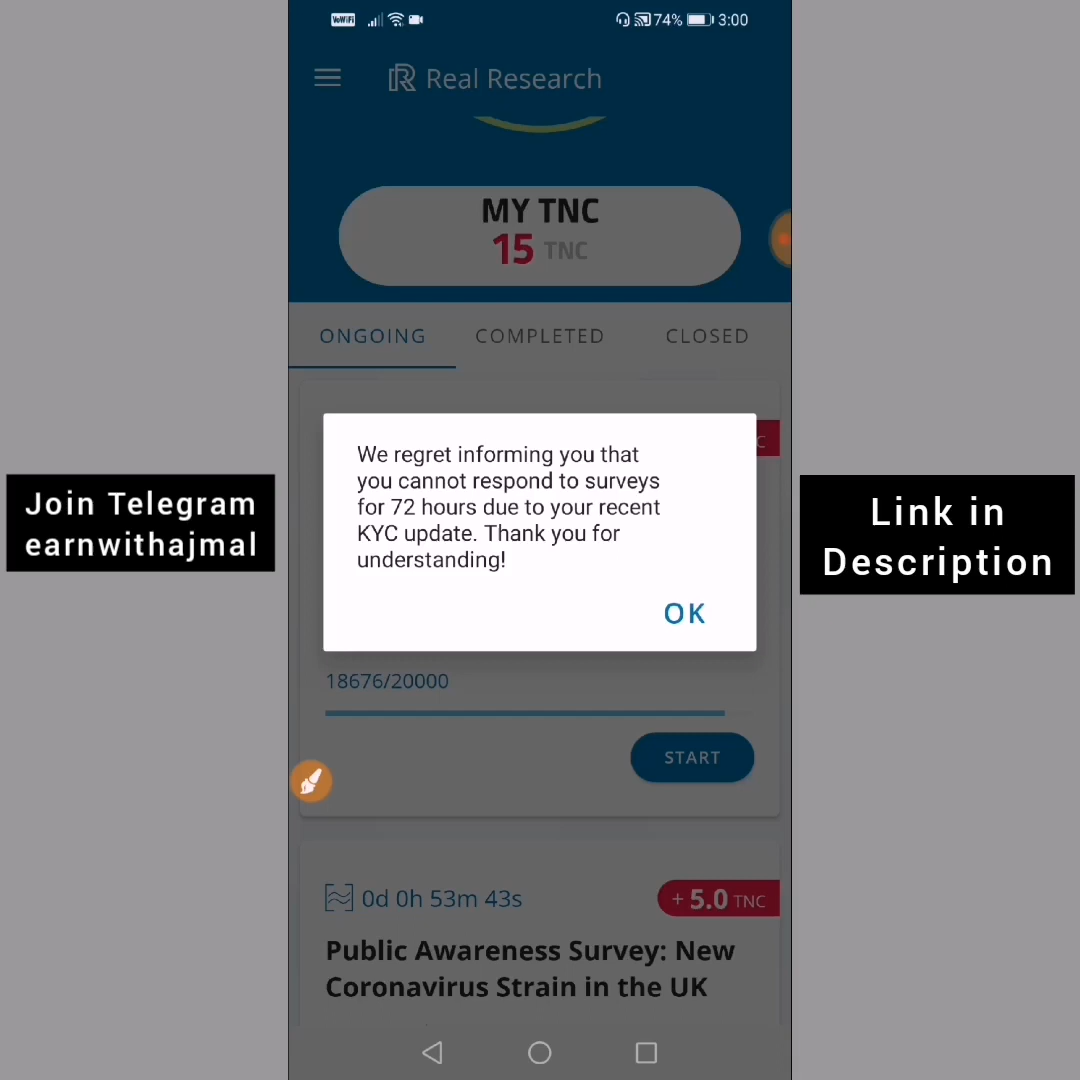 VoWiFi
74%
3:00
Real Research
MY TNC
15 TNC
ONGOING
COMPLETED
CLOSED
C
We regret informing you that
you cannot respond to surveys
for 72 hours due to your recent
KYC update. Thank you for
understanding!
OK
Join Telegram
earnwithajmal
Link in
Description
18676/20000
START
0d 0h 53m 43s
+ 5.0 TNC
Public Awareness Survey: New
Coronavirus Strain in the UK